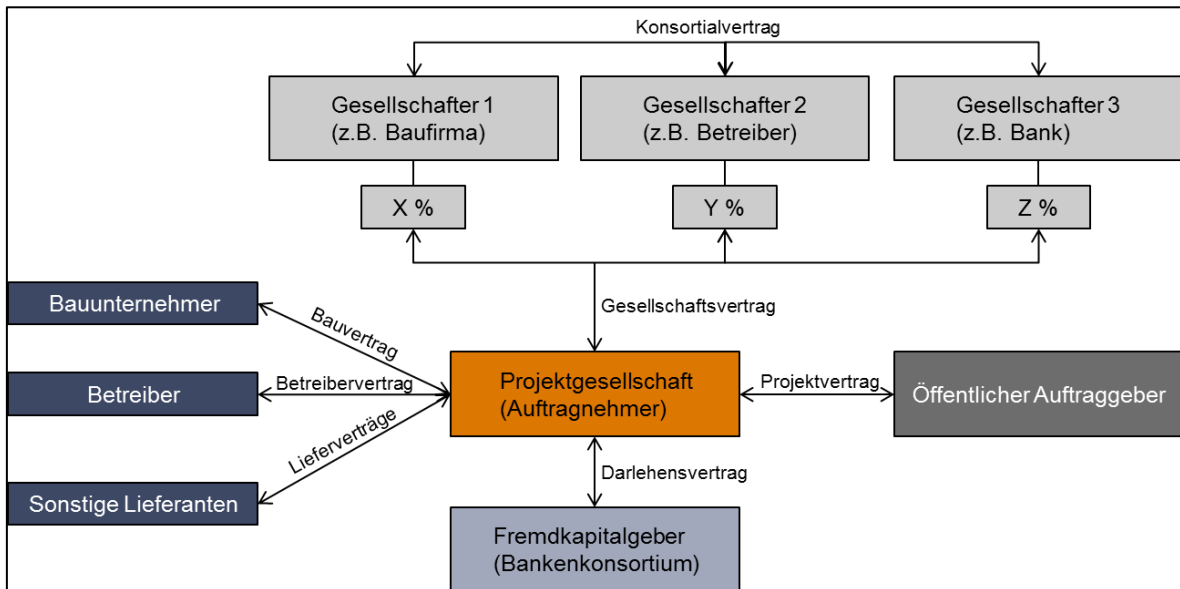 Konsortialvertrag
Gesellschafter 1
(z.B. Baufirma)
Gesellschafter 2
(z.B. Betreiber)
Gesellschafter 3
(z.B. Bank)
X %
Y %
Z %
Gesellschaftsvertrag
Bauunternehmer
Bauvertrag
Betreiber
Betreibervertrag
Projektgesellschaft
(Auftragnehmer)
Projektvertrag
Öffentlicher Auftraggeber
Lieferverträge
Sonstige Lieferanten
Darlehensvertrag
Fremdkapitalgeber
(Bankenkonsortium)